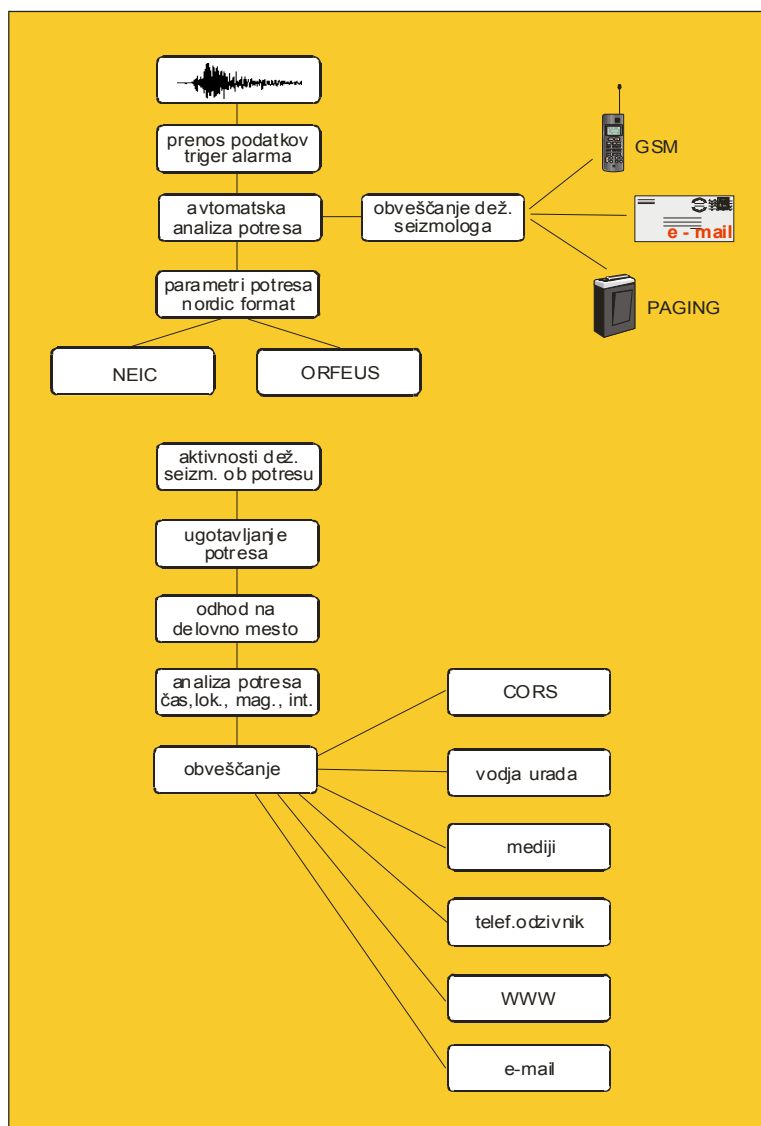 prenos podatkov
triger alarma
avtomatska
analiza potresa
obveščanje dež.
seizmologa
GSM
e - mail
PAGING
parametri potresa
nordic format
NEIC
ORFEUS
aktivnosti dež.
seizm. ob potresu
ugotavljanje
potresa
odhod na
delovno mesto
analiza potresa
čas,lok., mag., int.
obveščanje
CORS
vodja urada
mediji
telef.odzivnik
WWW
e-mail